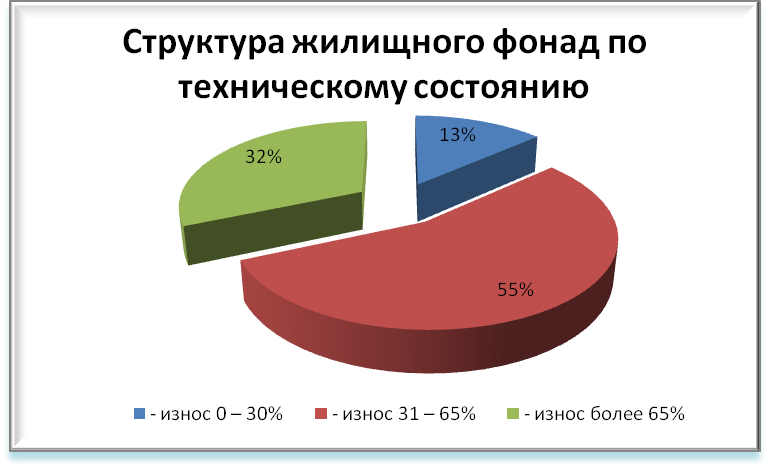 Структура жилищного фонад по
техническому состоянию
13%
32%
55%
- износ 0 – 30%
- износ 31 – 65%
- износ более 65%